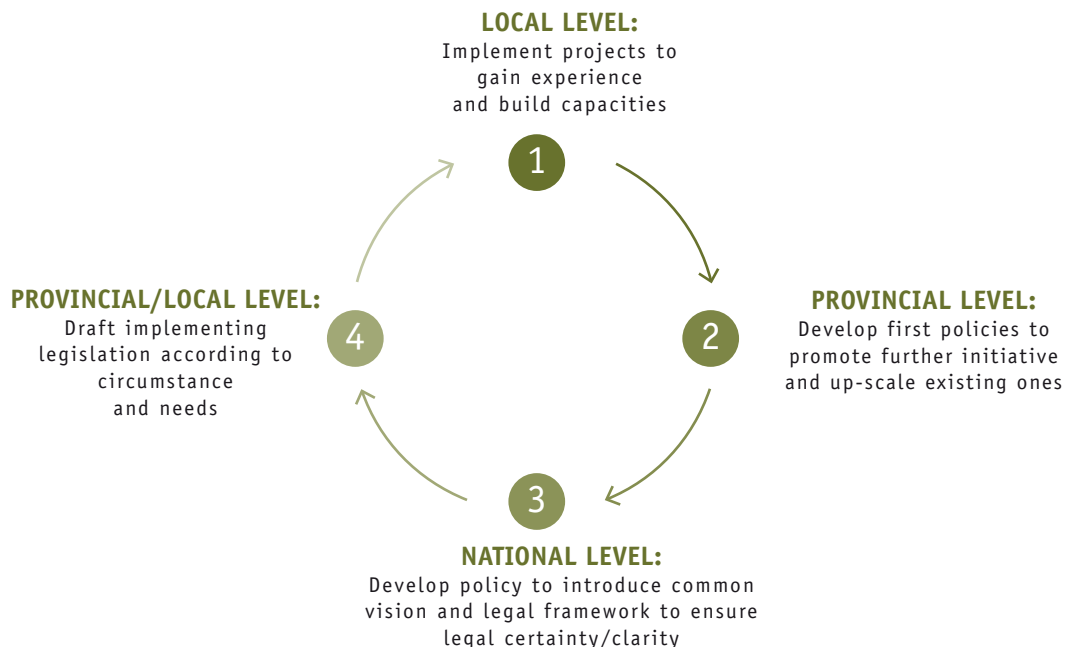 LOCAL LEVEL:
Implement projects to
gain experience
and build capacities
1
PROVINCIAL LEVEL:
Develop first policies to
promote further initiative
and up-scale existing ones
2
3
NATIONAL LEVEL:
Develop policy to introduce common
vision and legal framework to ensure
legal certainty/clarity
PROVINCIAL/LOCAL LEVEL:
Draft implementing
legislation according to
circumstance
and needs
4